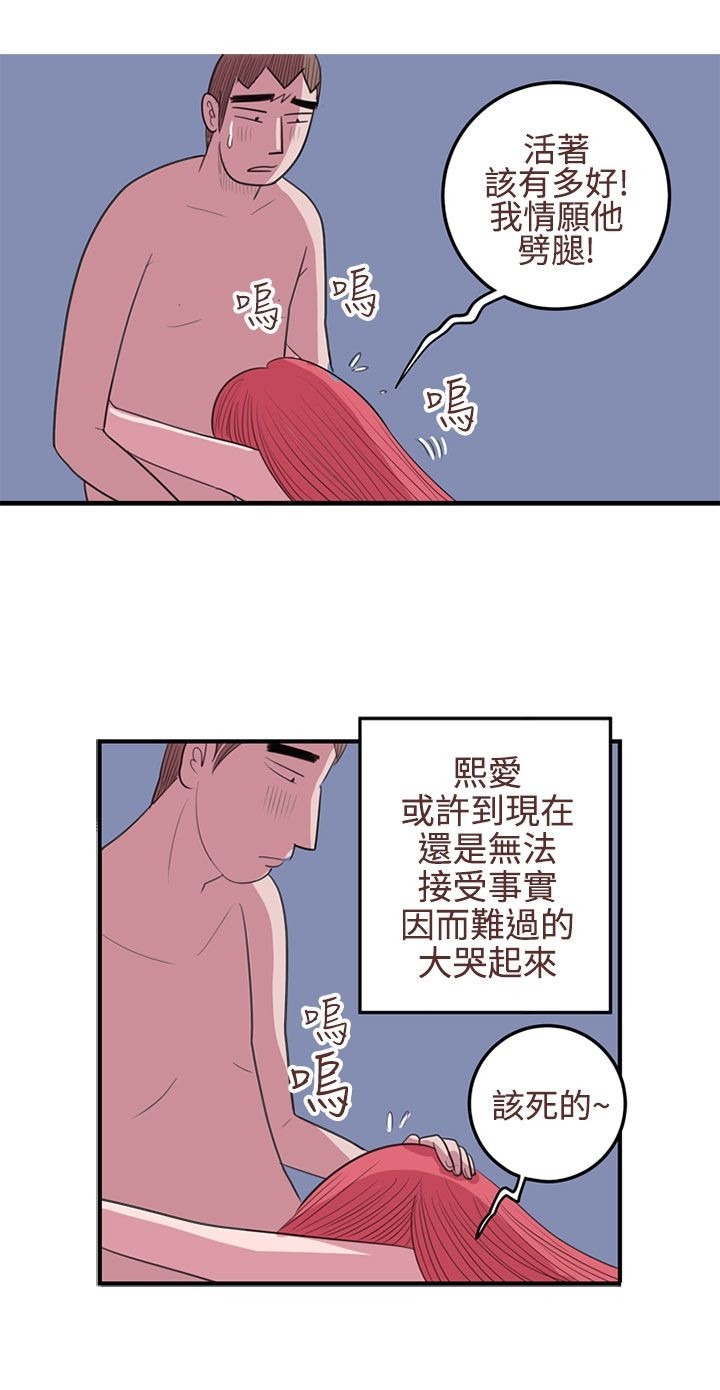 活著
該有多好!
我情願他
劈腿!
嗚
嗚
嗚
熙愛
或許到現在
還是無法
接受事實
因而難過的
大哭起來
嗚
嗚
該死的~